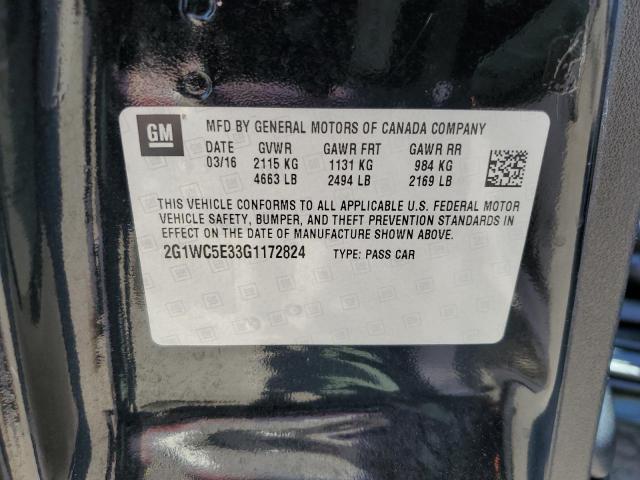 GM
MFD BY GENERAL MOTORS OF CANADA COMPANY
DATE GVWR GAWR FRT GAWR RR
03/16 2115 KG 1131 KG 984 KG
4663 LB 2494 LB 2169 LB
THIS VEHICLE CONFORMS TO ALL APPLICABLE U.S. FEDERAL MOTOR
VEHICLE SAFETY, BUMPER, AND THEFT PREVENTION STANDARDS IN
EFFECT ON THE DATE OF MANUFACTURE SHOWN ABOVE.
2G1WC5E33G1172824 TYPE: PASS CAR